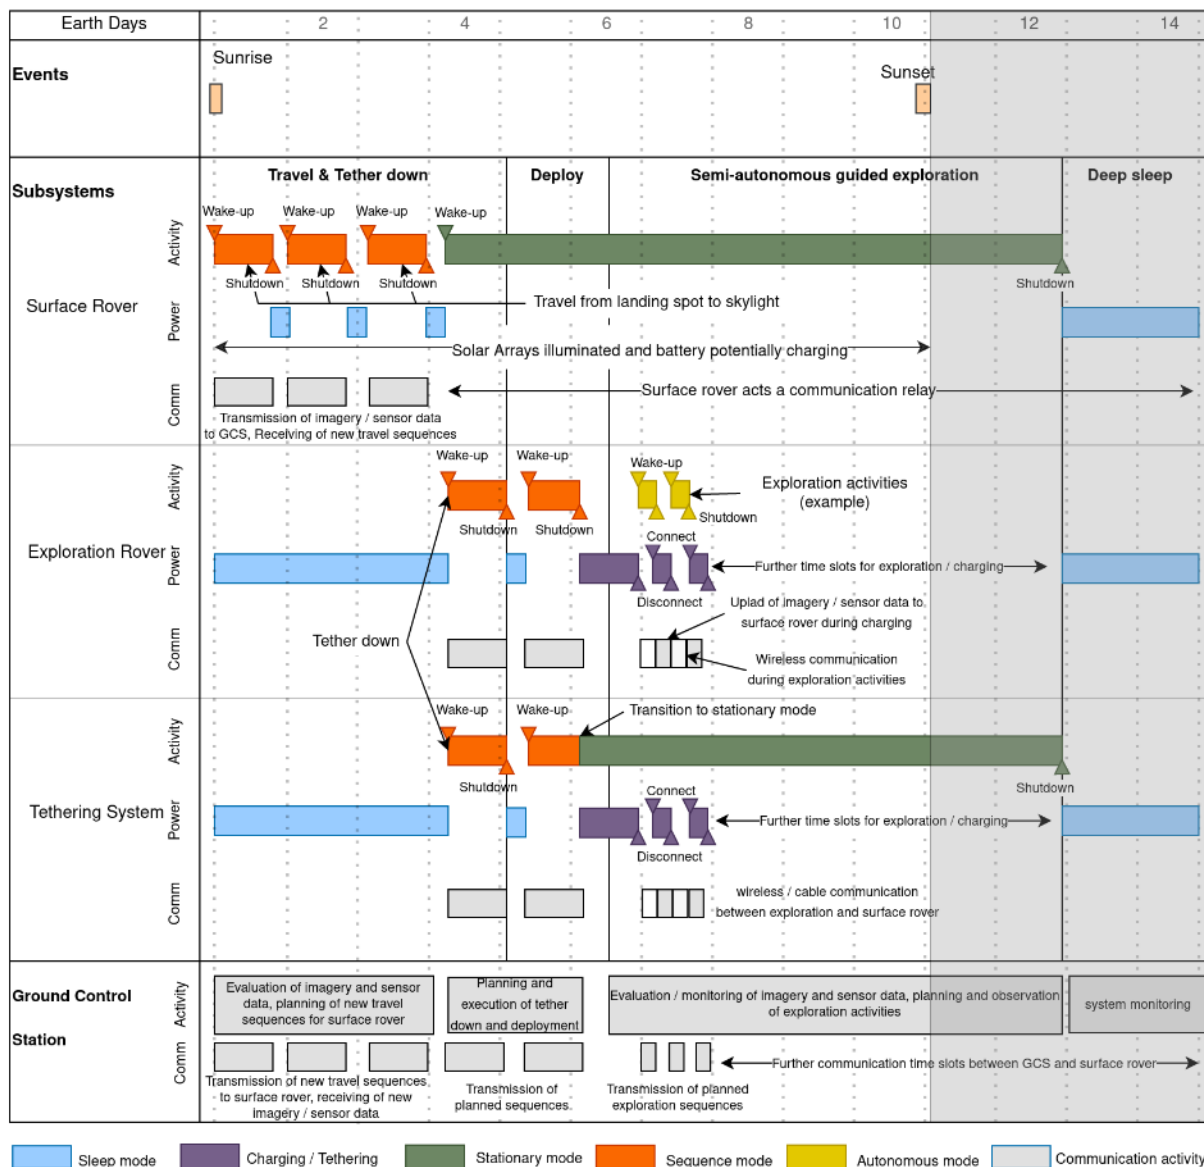 Earth Days 2 4 6 8 10 12 14
Events
Sunrise
Sunset
Subsystems
Travel & Tether down
Deploy
Semi-autonomous guided exploration
Deep sleep
Surface Rover
Activity
Wake-up Wake-up Wake-up Wake-up
Shutdown Shutdown Shutdown Shutdown
Travel from landing spot to skylight
Power
Solar Arrays illuminated and battery potentially charging
Comm
Surface rover acts a communication relay
Transmission of imagery / sensor data
to GCS, Receiving of new travel sequences
Exploration Rover
Activity
Wake-up Wake-up Wake-up
Exploration activities
(example)
Shutdown Shutdown Shutdown
Power
Connect
Further time slots for exploration / charging
Disconnect
Comm
Uplad of imagery / sensor data to
surface rover during charging
Wireless communication
during exploration activities
Tether down
Tethering System
Activity
Wake-up Wake-up
Transition to stationary mode
Shutdown Shutdown
Power
Connect
Further time slots for exploration / charging
Disconnect
Comm
wireless / cable communication
between exploration and surface rover
Ground Control
Station
Activity
Evaluation of imagery and sensor
data, planning of new travel
sequences for surface rover
Planning and
execution of tether
down and deployment
Evaluation / monitoring of imagery and sensor data, planning and observation
of exploration activities
system monitoring
Comm
Further communication time slots between GCS and surface rover
Transmission of new travel sequences
to surface rover, receiving of new
imagery / sensor data
Transmission of
planned sequences.
Transmission of planned
exploration sequences
Sleep mode
Charging / Tethering
Stationary mode
Sequence mode
Autonomous mode
Communication activity